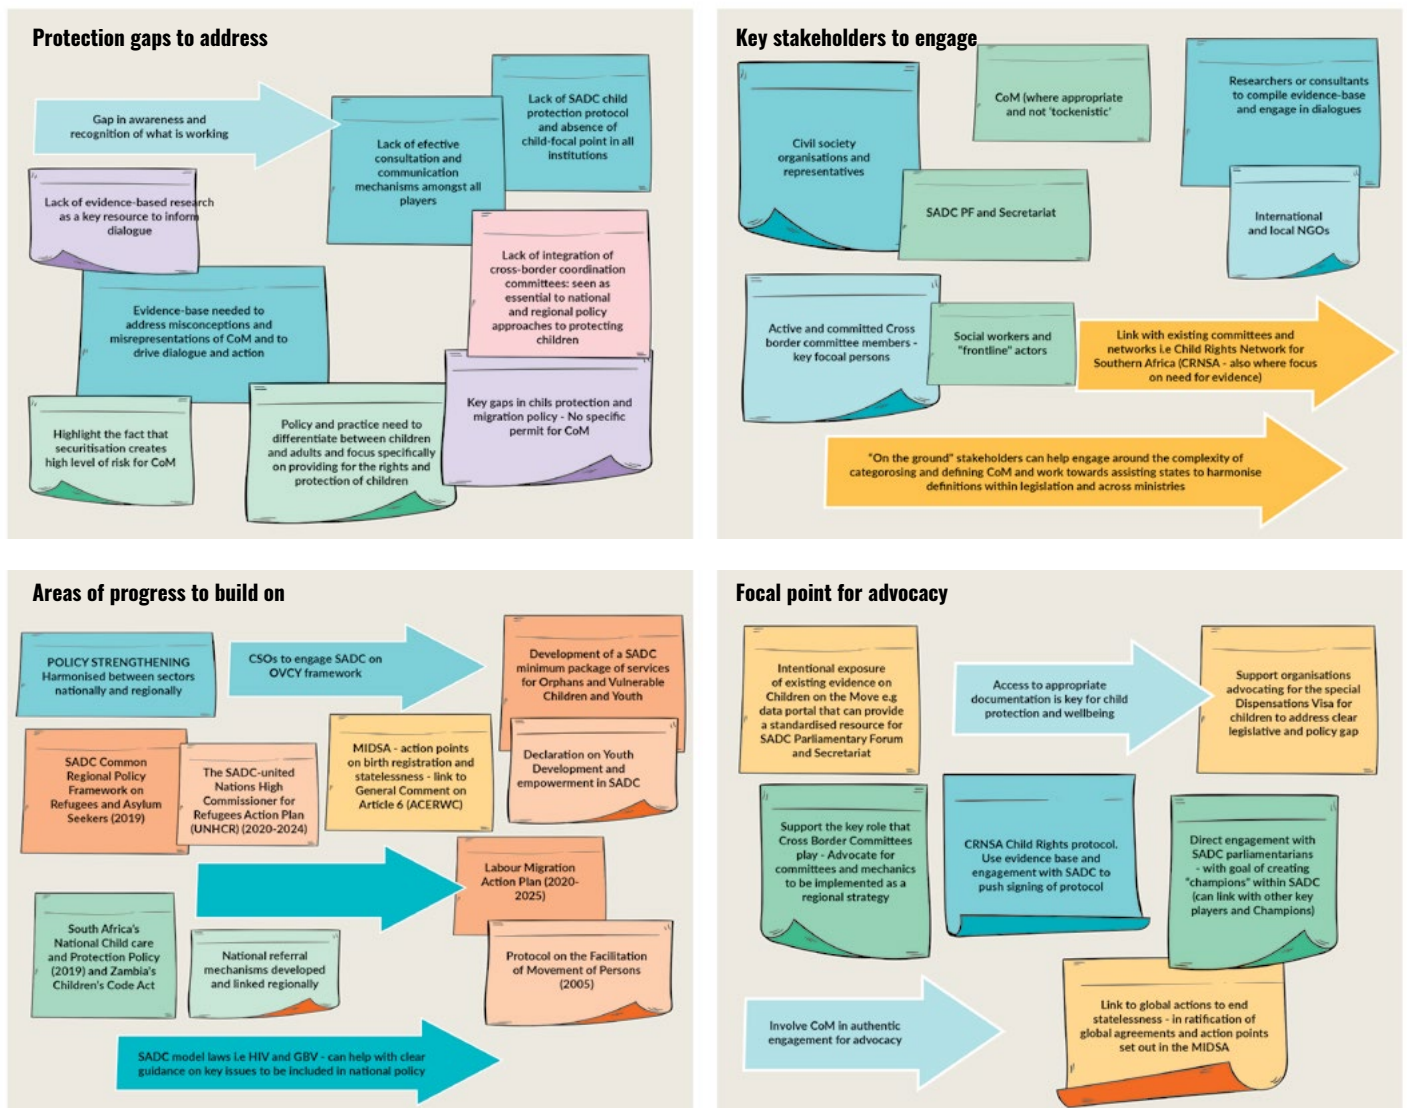 Protection gaps to address
Gap in awareness and
recognition of what is working
Lack of efective
consultation and
communication
mechanisms amongst all
players
Lack of SADC child
protection protocol
and absence of
child-focal point in all
institutions
Lack of evidence-based research
as a key resource to inform
dialogue
Lack of integration of
cross-border coordination
committees: seen as
essential to national
and regional policy
approaches to protecting
children
Evidence-base needed to
address misconceptions and
misrepresentations of CoM and to
drive dialogue and action
Highlight the fact that
securitisation creates
high level of risk for CoM
Policy and practice need to
differentiate between children
and adults and focus specifically
on providing for the rights and
protection of children
Key gaps in chils protection and
migration policy - No specific
permit for CoM
Key stakeholders to engage
Civil society
organisations and
representatives
CoM (where appropriate
and not 'tockenistic'
Researchers or consultants
to compile evidence-base
and engage in dialogues
SADC PF and Secretariat
International
and local NGOs
Active and committed Cross
border committee members -
key focoal persons
Social workers and
"frontline" actors
Link with existing committees and
networks i.e Child Rights Network for
Southern Africa (CRNSA - also where focus
on need for evidence)
"On the ground" stakeholders can help engage around the complexity of
categorosing and defining CoM and work towards assisting states to harmonise
definitions within legislation and across ministries
Areas of progress to build on
POLICY STRENGTHENING
Harmonised between sectors
nationally and regionally
CSOs to engage SADC on
OVCY framework
Development of a SADC
minimum package of services
for Orphans and Vulnerable
Children and Youth
SADC Common
Regional Policy
Framework on
Refugees and Asylum
Seekers (2019)
The SADC-united
Nations High
Commissioner for
Refugees Action Plan
(UNHCR) (2020-2024)
MIDSA - action points
on birth registration and
statelessness - link to
General Comment on
Article 6 (ACERWC)
Declaration on Youth
Development and
empowerment in SADC
Labour Migration
Action Plan (2020-
2025)
South Africa's
National Child care
and Protection Policy
(2019) and Zambia's
Children's Code Act
National referral
mechanisms developed
and linked regionally
Protocol on the Facilitation
of Movement of Persons
(2005)
SADC model laws i.e HIV and GBV - can help with clear
guidance on key issues to be included in national policy
Focal point for advocacy
Intentional exposure
of existing evidence on
Children on the Move e.g
data portal that can provide
a standardised resource for
SADC Parliamentary Forum
and Secretariat
Access to appropriate
documentation is key for child
protection and wellbeing
Support organisations
advocating for the special
Dispensations Visa for
children to address clear
legislative and policy gap
Support the key role that
Cross Border Committees
play - Advocate for
committees and mechanics
to be implemented as a
regional strategy
CRNSA Child Rights protocol.
Use evidence base and
engagement with SADC to
push signing of protocol
Direct engagement with
SADC parliamentarians
- with goal of creating
"champions" within SADC
(can link with other key
players and Champions)
Involve CoM in authentic
engagement for advocacy
Link to global actions to end
statelessness - in ratification of
global agreements and action points
set out in the MIDSA